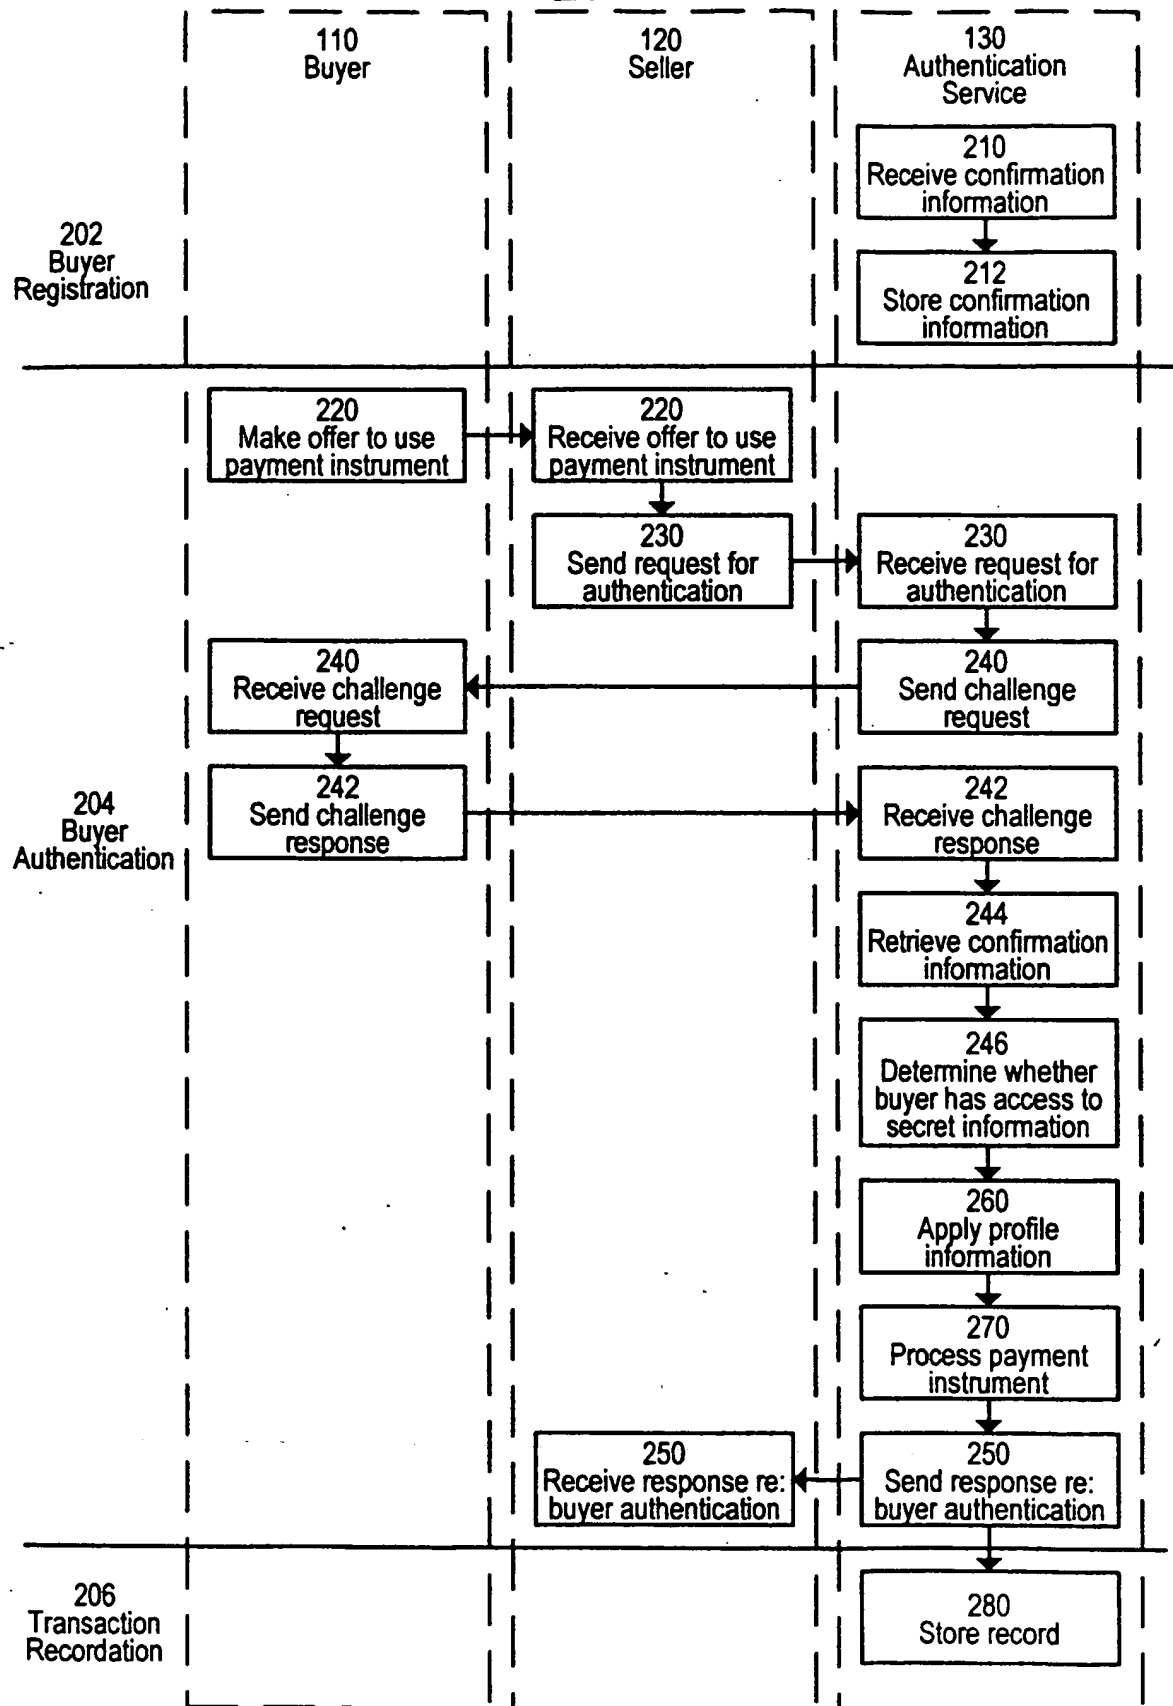 110
Buyer
120
Seller
130
Authentication
Service
210
Receive confirmation
information
202
Buyer
Registration
212
Store confirmation
information
220
Make offer to use
payment instrument
220
Receive offer to use
payment instrument
230
Send request for
authentication
230
Receive request for
authentication
240
Receive challenge
request
240
Send challenge
request
204
Buyer
Authentication
242
Send challenge
response
242
Receive challenge
response
244
Retrieve confirmation
information
246
Determine whether
buyer has access to
secret information
260
Apply profile
information
270
Process payment
instrument
250
Receive response re:
buyer authentication
250
Send response re:
buyer authentication
206
Transaction
Recordation
280
Store record